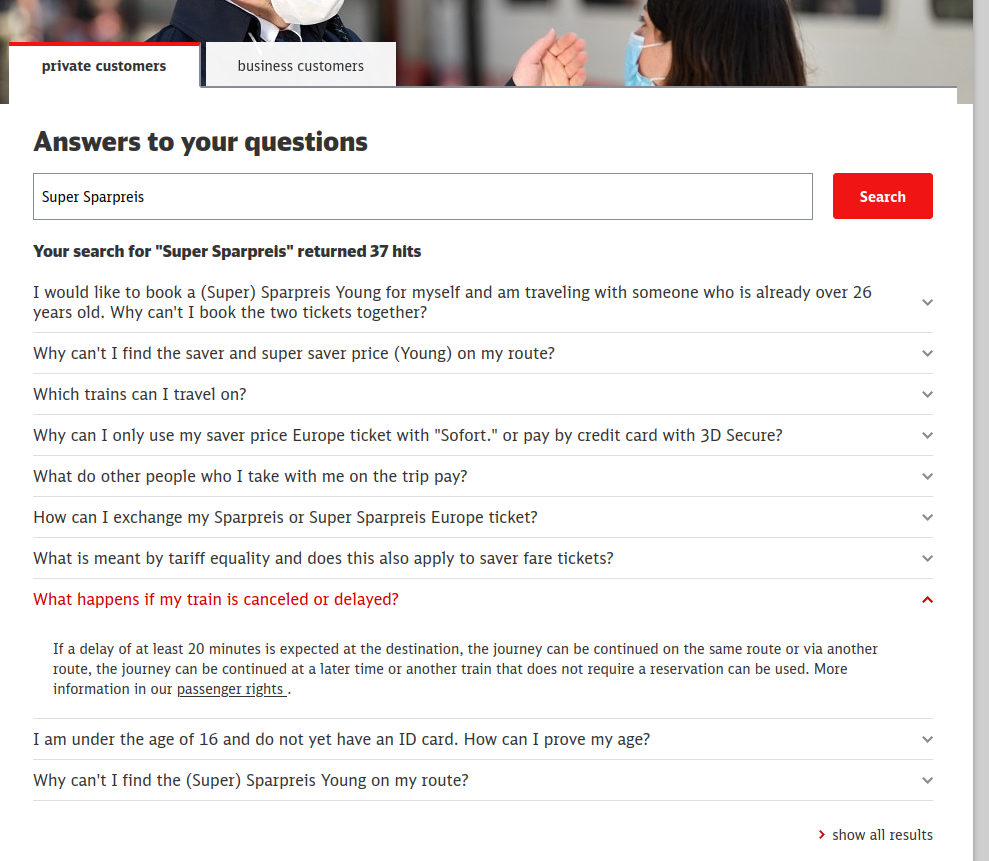 private customers
business customers
Answers to your questions
Super Sparpreis
Search
Your search for "Super Sparpreis" returned 37 hits
I would like to book a (Super) Sparpreis Young for myself and am traveling with someone who is already over 26
years old. Why can't I book the two tickets together?
Why can't I find the saver and super saver price (Young) on my route?
Which trains can I travel on?
Why can I only use my saver price Europe ticket with "Sofort." or pay by credit card with 3D Secure?
What do other people who I take with me on the trip pay?
How can I exchange my Sparpreis or Super Sparpreis Europe ticket?
What is meant by tariff equality and does this also apply to saver fare tickets?
What happens if my train is canceled or delayed?
If a delay of at least 20 minutes is expected at the destination, the journey can be continued on the same route or via another
route, the journey can be continued at a later time or another train that does not require a reservation can be used. More
information in our passenger rights .
I am under the age of 16 and do not yet have an ID card. How can I prove my age?
Why can't I find the (Super) Sparpreis Young on my route?
show all results